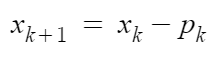 x_{k+1} = x_k − p_k